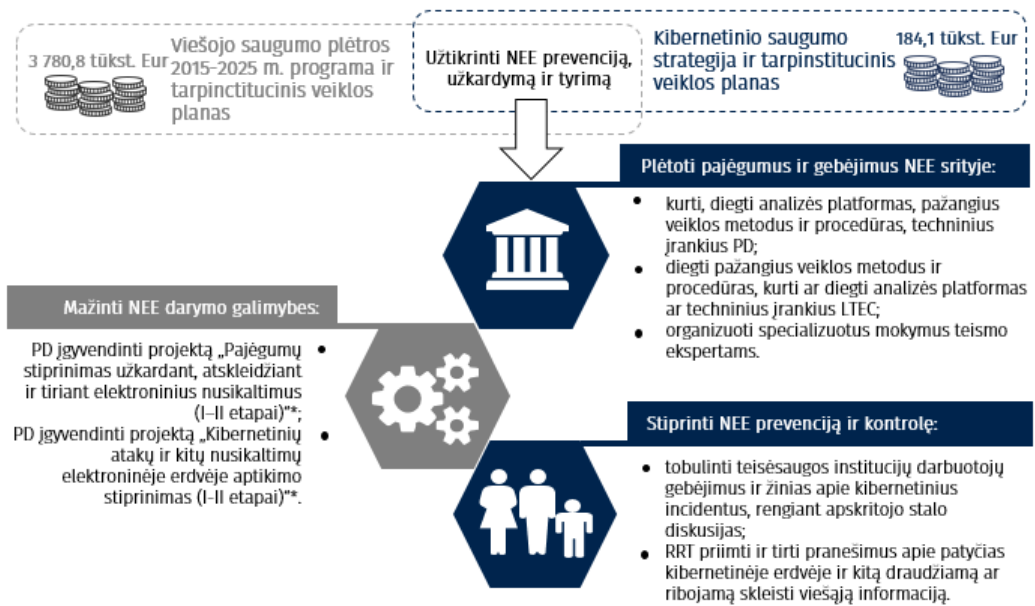 3 780,8 tūkst. Eur
Viešojo saugumo plėtros
2015-2025 m. programa ir
tarpinctitucinis veiklos
planas
Užtikrinti NEE prevenciją,
užkardymą ir tyrimą
Kibernetinio saugumo
strategija ir tarpinstitucinis
veiklos planas
184,1 tūkst. Eur
Plėtoti pajėgumus ir gebėjimus NEE srityje:
• kurti, diegti analizės platformas, pažangius
veiklos metodus ir procedūras, techninius
įrankius PD;
• diegti pažangius veiklos metodus ir
procedūras, kurti ar diegti analizės platformas
ar techninius įrankius LTEC;
• organizuoti specializuotus mokymus teismo
ekspertams.
Mažinti NEE darymo galimybes:
PD įgyvendinti projektą „Pajėgumų •
stiprinimas užkardant, atskleidžiant
ir tiriant elektroninius nusikaltimus
(I–II etapai)"*;
PD įgyvendinti projektą „Kibernetinių •
atakų ir kitų nusikaltimų
elektroninėje erdvėje aptikimo
stiprinimas (I-II etapai)"*.
Stiprinti NEE prevenciją ir kontrolę:
• tobulinti teisėsaugos institucijų darbuotojų
gebėjimus ir žinias apie kibernetinius
incidentus, rengiant apskritojo stalo
diskusijas;
• RRT priimti ir tirti pranešimus apie patyčias
kibernetinėje erdvėje ir kitą draudžiamą ar
ribojamą skleisti viešąją informaciją.